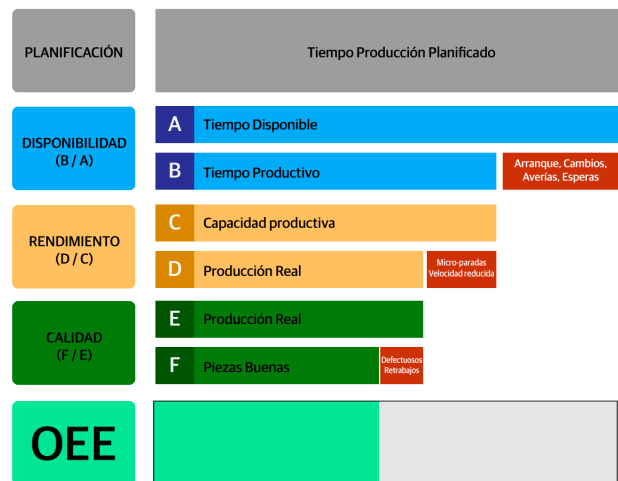 PLANIFICACIÓN
Tiempo Producción Planificado
DISPONIBILIDAD
(B / A)
A
Tiempo Disponible
B
Tiempo Productivo
Arranque, Cambios,
Averías, Esperas
RENDIMIENTO
(D / C)
C
Capacidad productiva
D
Producción Real
Micro-paradas
Velocidad reducida
CALIDAD
(F / E)
E
Producción Real
F
Piezas Buenas
Defectuosos
Retrabajos
OEE